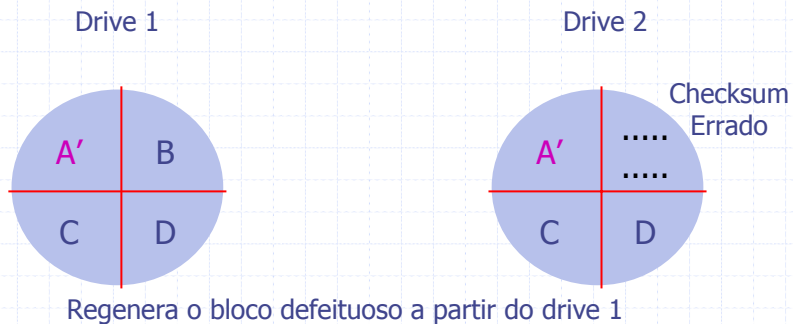 Drive 1
Drive 2
Checksum
Errado
A’ B
A’ .....
.....
C D
C D
Regenera o bloco defeituoso a partir do drive 1